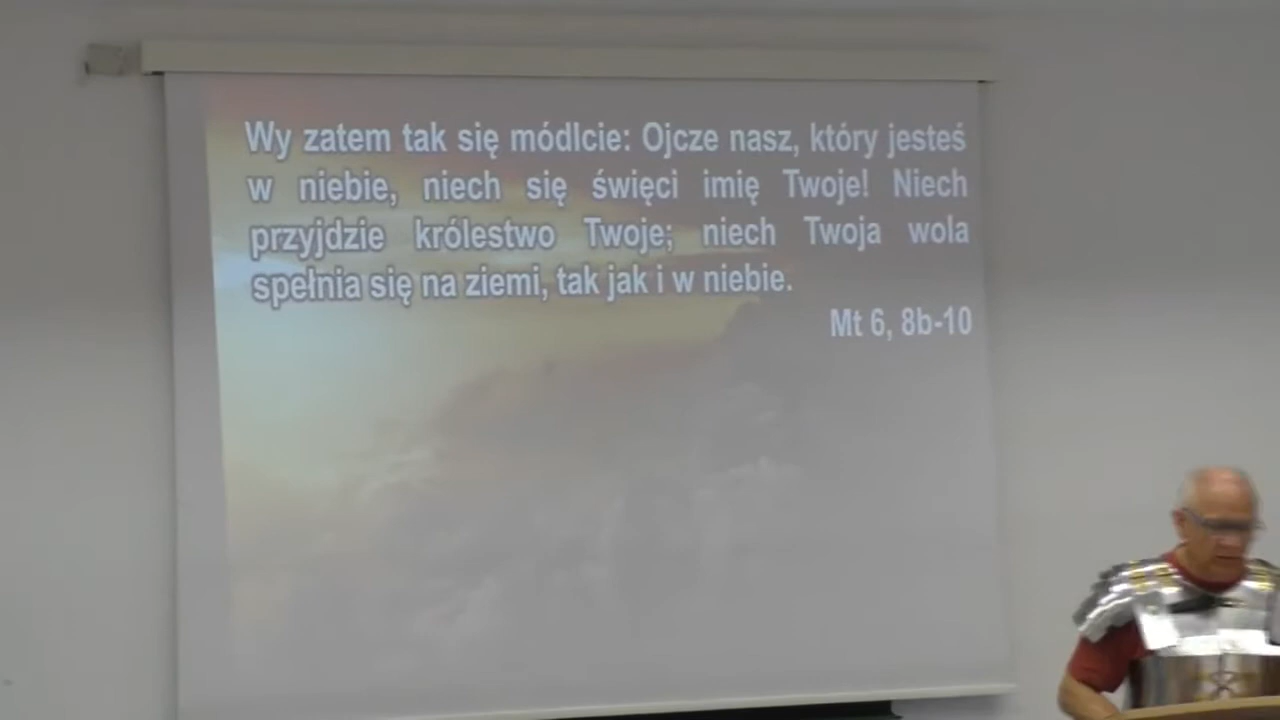 Wy zatem tak się módlcie: Ojcze nasz, który jesteś
w niebie, niech się święci imię Twoje! Niech
przyjdzie królestwo Twoje; niech Twoja wola
spełnia się na ziemi, tak jak i w niebie.
Mt 6, 8b-10